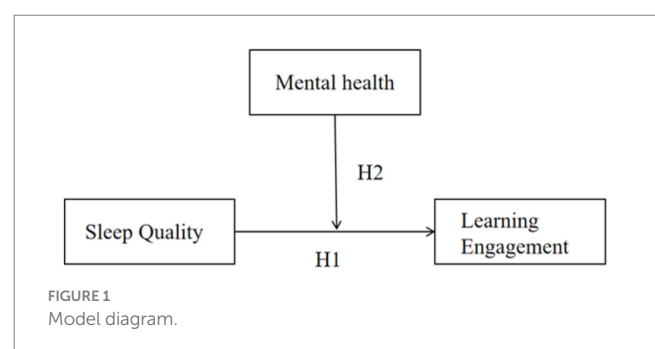 Mental health
H2
Sleep Quality
Learning
Engagement
H1
FIGURE 1
Model diagram.